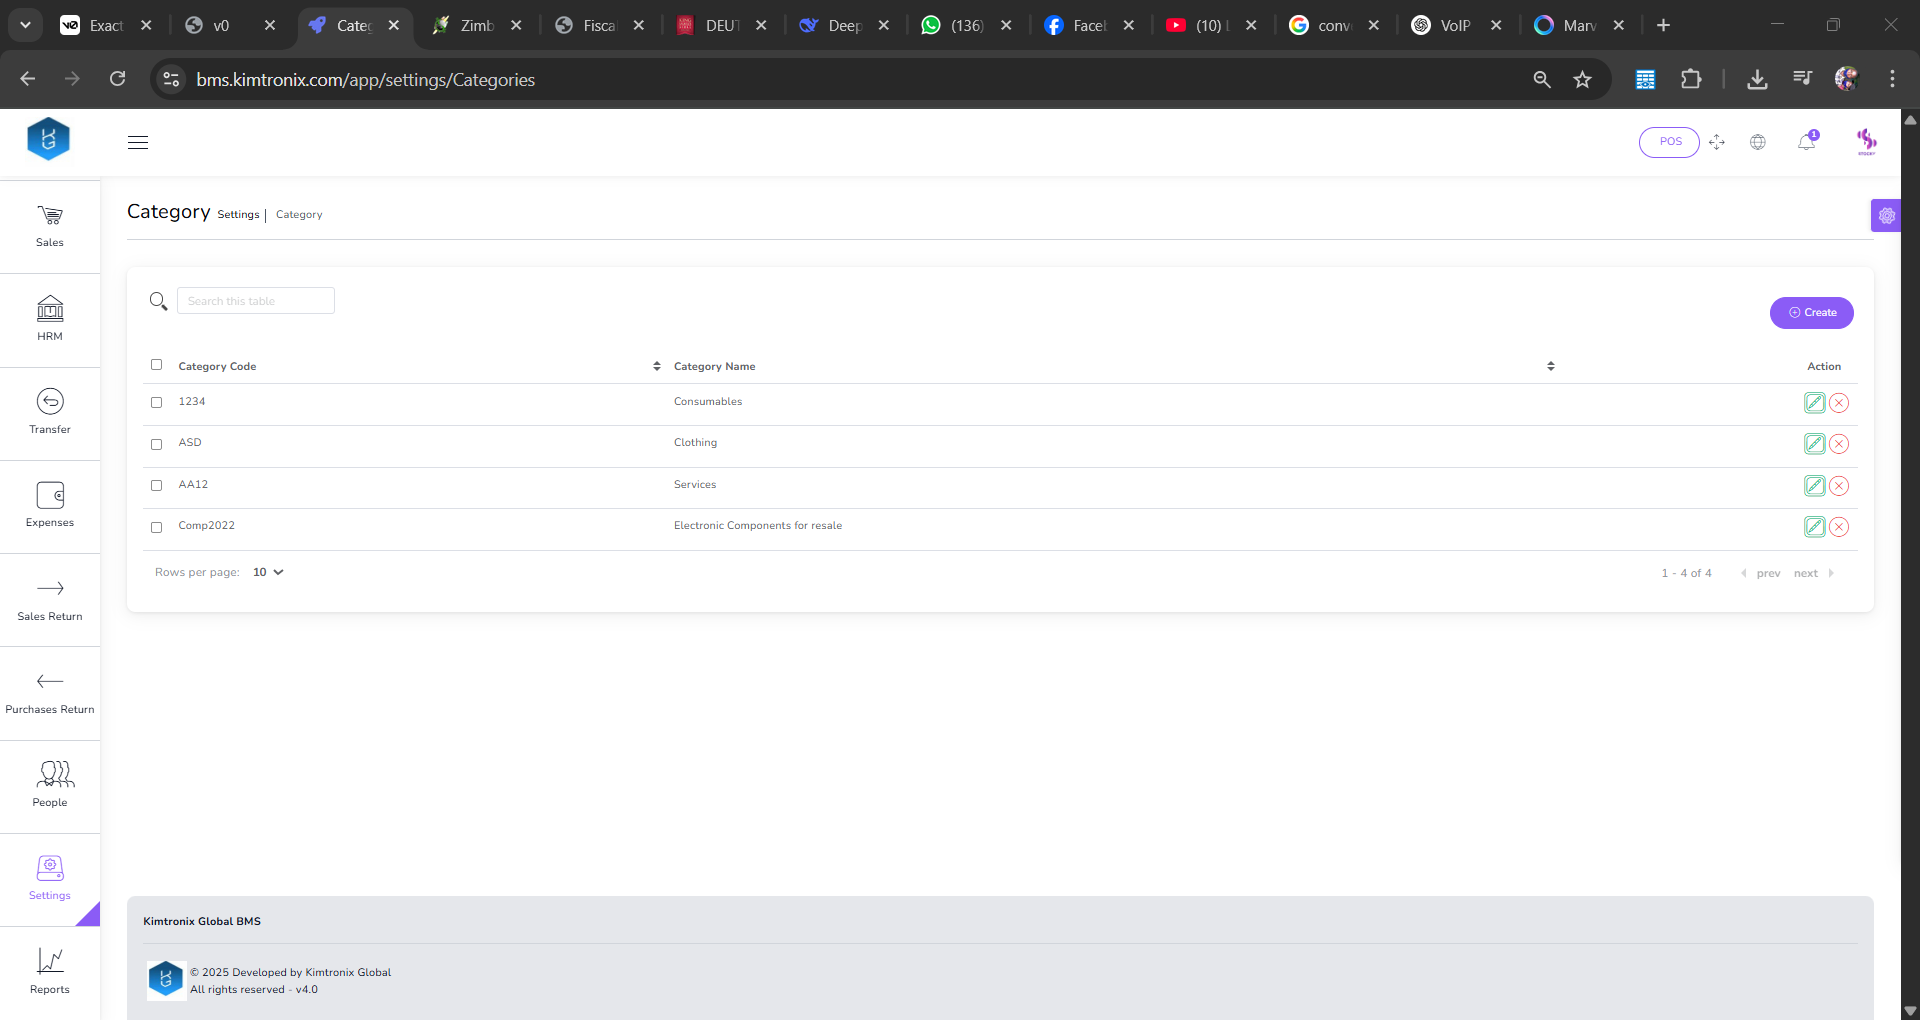 Exact
v0
Categ
Zimb
Fisca
DEUT
Deep
(136)
Facel
(10) L
conv
VoIP
Marv
bms.kimtronix.com/app/settings/Categories
POS
1
STOCKY
Category Settings | Category
Search this table
Create
Category Code Category Name Action
1234 Consumables
ASD Clothing
AA12 Services
Comp2022 Electronic Components for resale
Rows per page: 10
1 - 4 of 4 prev next
Sales
HRM
Transfer
Expenses
Sales Return
Purchases Return
People
Settings
Reports
Kimtronix Global BMS
© 2025 Developed by Kimtronix Global
All rights reserved - v4.0